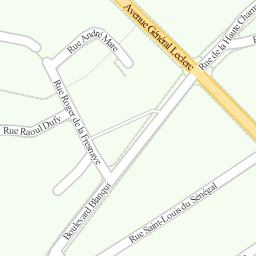 Avenue Général Leclerc
Rue de la Haute Charm
Rue André Mare
Rue Roger de la Fresnaye
Rue Raoul Dufy
Boulevard Blanqui
Rue Saint-Louis du Sénégal